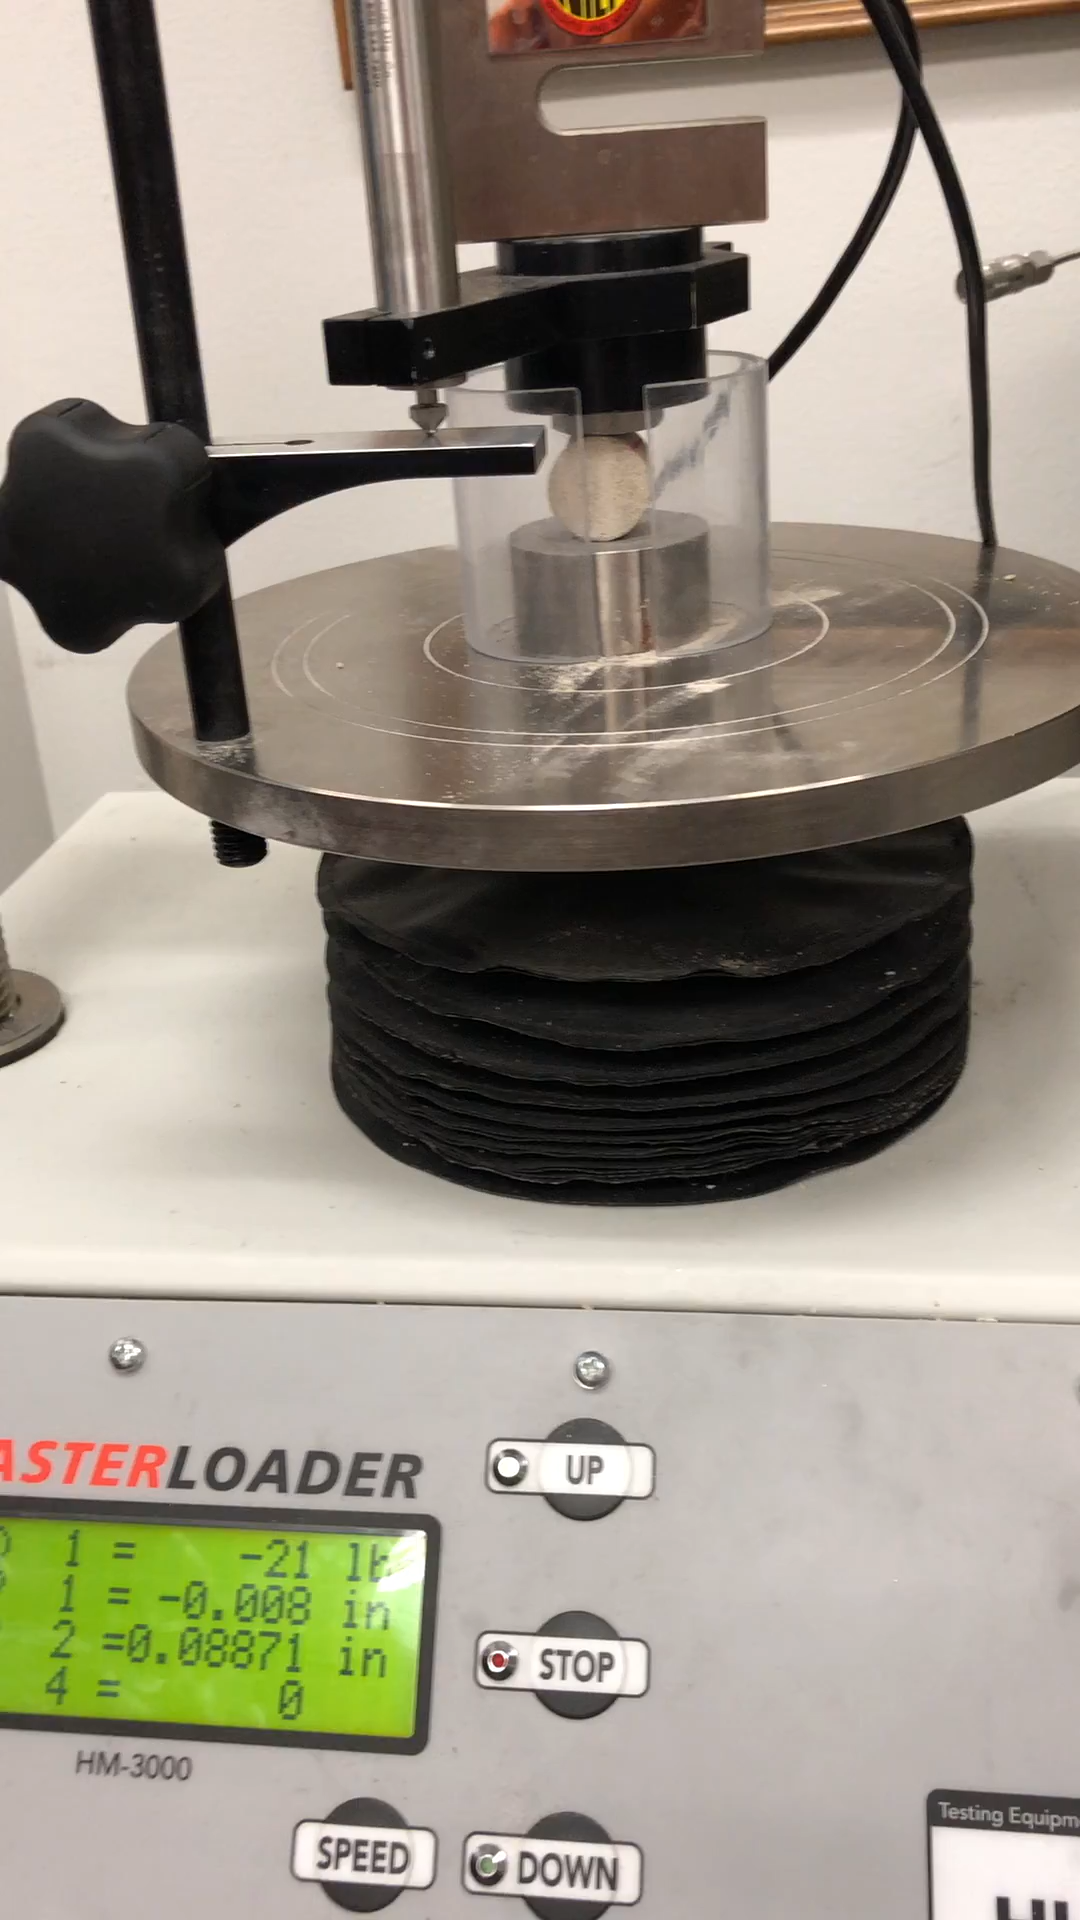 ASTERLOADER
UP
1 = -21 lb
1 = -0.008 in
2 =0.08871 in
4 = 0
STOP
HM-3000
SPEED
DOWN
Testing Equipm